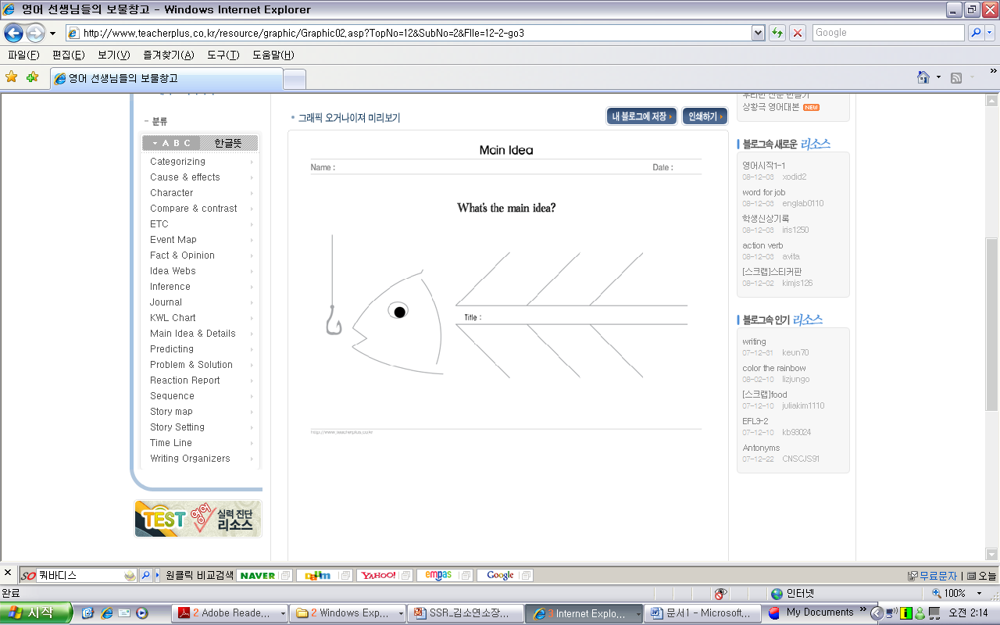 영어 선생님들의 보물창고 - Windows Internet Explorer
http://www.teacherplus.co.kr/resource/graphic/Graphic02.asp?TopNo=12&SubNo=2&FIle=12-2-go3
Google
파일(F) 편집(E) 보기(V) 즐겨찾기(A) 도구(T) 도움말(H)
영어 선생님들의 보물창고
분류
A B C 한글뜻
Categorizing
Cause & effects
Character
Compare & contrast
ETC
Event Map
Fact & Opinion
Idea Webs
Inference
Journal
KWL Chart
Main Idea & Details
Predicting
Problem & Solution
Reaction Report
Sequence
Story map
Story Setting
Time Line
Writing Organizers
TEST 영어 실력 진단
리소스
그래픽 오거나이져 미리보기
내 블로그에 저장
인쇄하기
Main Idea
Name :
Date :
What's the main idea?
Title :
http://www.teacherplus.co.kr
상황극 영어대본 NEW
블로그속 새로운 리소스
영어시작1-1
08-12-03 xodid2
word for job
08-12-03 englab0110
학생신상기록
08-12-03 iris1250
action verb
08-12-03 avita
[스크랩]스티커판
08-12-02 kimjs126
블로그속 인기 리소스
writing
07-12-31 keun70
color the rainbow
08-02-10 lizjungo
[스크랩]food
07-12-10 juliakim1110
EFL3-2
07-12-10 kb93024
Antonyms
07-12-22 CNSCJS91
쿼바디스
원클릭 비교검색 NAVER Daum YAHOO! empas Google
무료문자 오늘
완료
인터넷
100%
시작
2 Adobe Reade...
2 Windows Exp...
SSR_김소연소장...
3 Internet Explo...
문서1 - Microsoft...
My Documents
오전 2:14